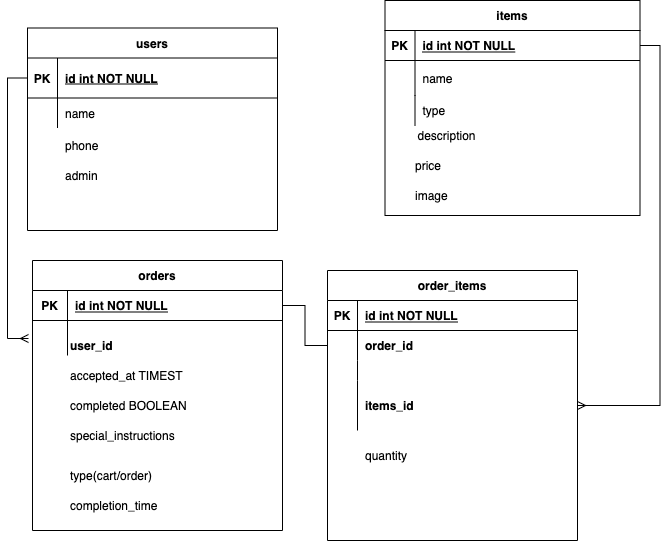 users
PK id int NOT NULL
name
phone
admin
items
PK id int NOT NULL
name
type
description
price
image
orders
PK id int NOT NULL
user_id
accepted_at TIMEST
completed BOOLEAN
special_instructions
type(cart/order)
completion_time
order_items
PK id int NOT NULL
order_id
items_id
quantity